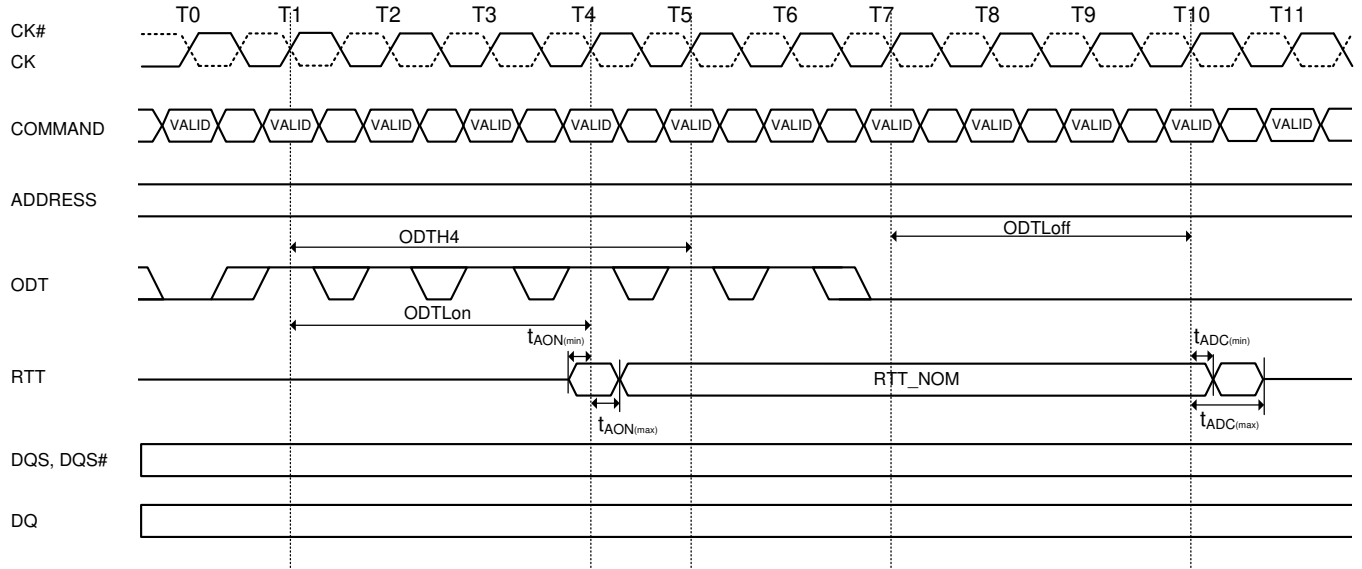 T0 T1 T2 T3 T4 T5 T6 T7 T8 T9 T10 T11
CK#
CK
COMMAND VALID VALID VALID VALID VALID VALID VALID VALID VALID VALID VALID VALID
ADDRESS
ODTH4 ODTLoff
ODT
ODTLon
tAON(min) tADC(min)
RTT RTT_NOM
tAON(max) tADC(max)
DQS, DQS#
DQ